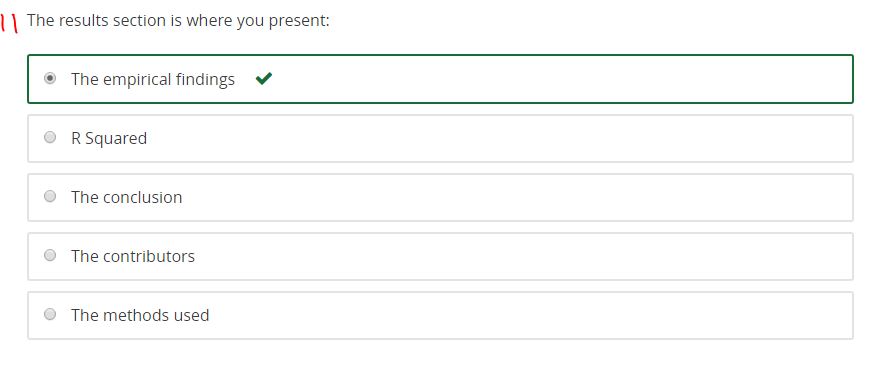 11 The results section is where you present:
The empirical findings
R Squared
The conclusion
The contributors
The methods used